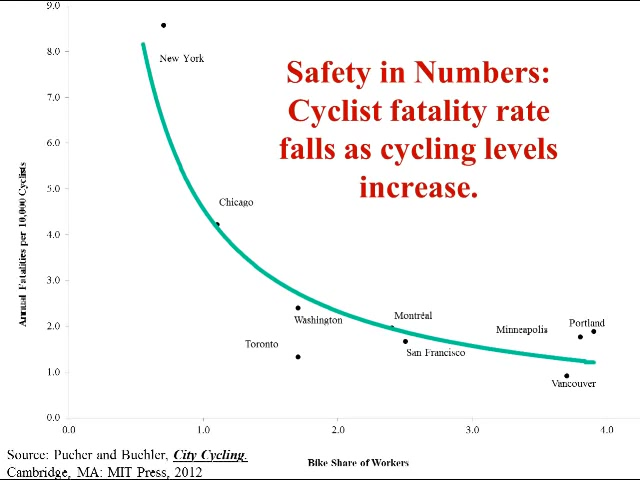 Safety in Numbers:
Cyclist fatality rate
falls as cycling levels
increase.
Annual Fatalities per 10,000 Cyclists
9.0
8.0
7.0
6.0
5.0
4.0
3.0
2.0
1.0
0.0
New York
Chicago
Washington
Toronto
Montréal
San Francisco
Minneapolis
Portland
Vancouver
0.0 1.0 2.0 3.0 4.0
Bike Share of Workers
Source: Pucher and Buehler, City Cycling.
Cambridge, MA: MIT Press, 2012